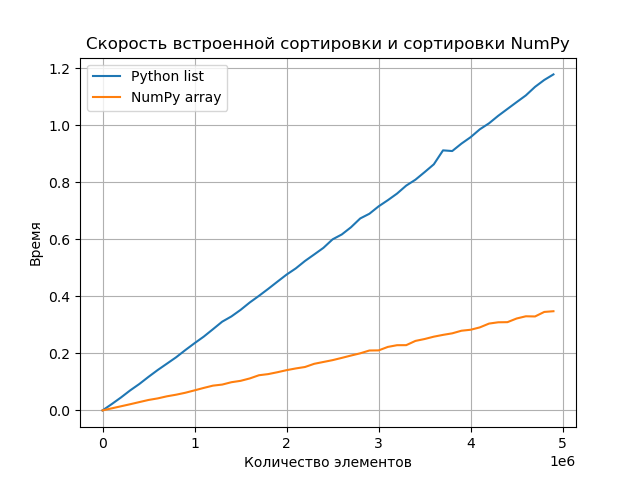 Скорость встроенной сортировки и сортировки NumPy
Python list
NumPy array
1.2
1.0
0.8
0.6
0.4
0.2
0.0
Время
0 1 2 3 4 5
1e6
Количество элементов